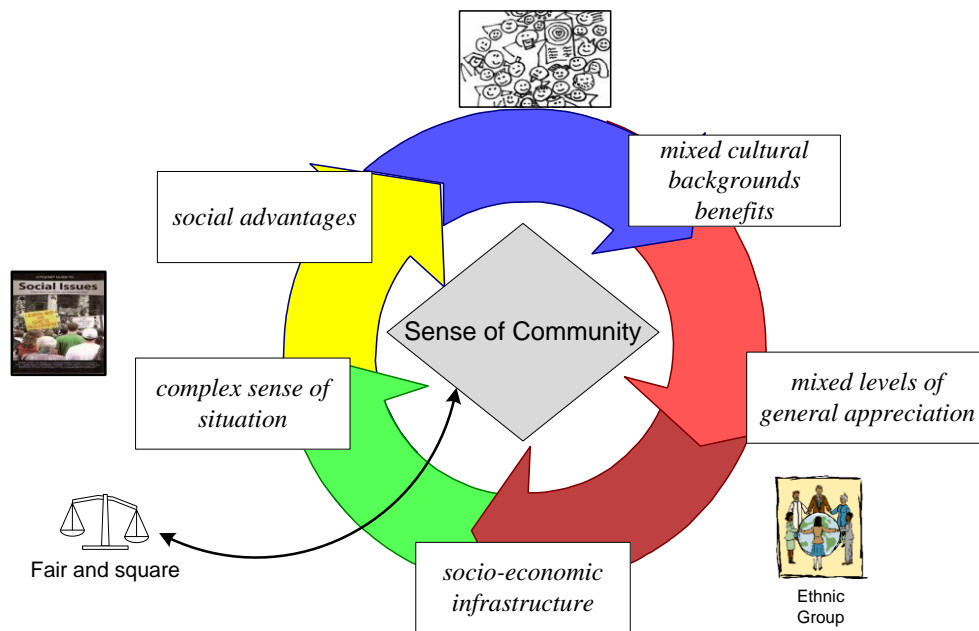 mixed cultural
backgrounds
benefits
social advantages
Social Issues
Sense of Community
complex sense of
situation
mixed levels of
general appreciation
Fair and square
socio-economic
infrastructure
Ethnic
Group